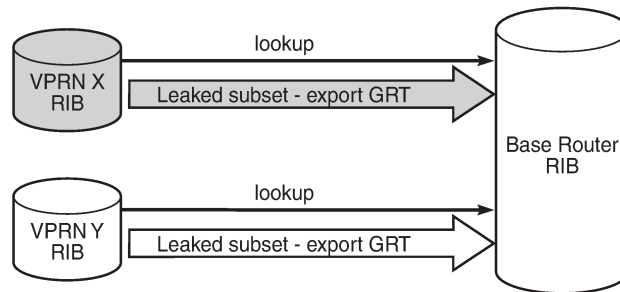 lookup
VPRN X
RIB
Leaked subset - export GRT
Base Router
RIB
lookup
VPRN Y
RIB
Leaked subset - export GRT